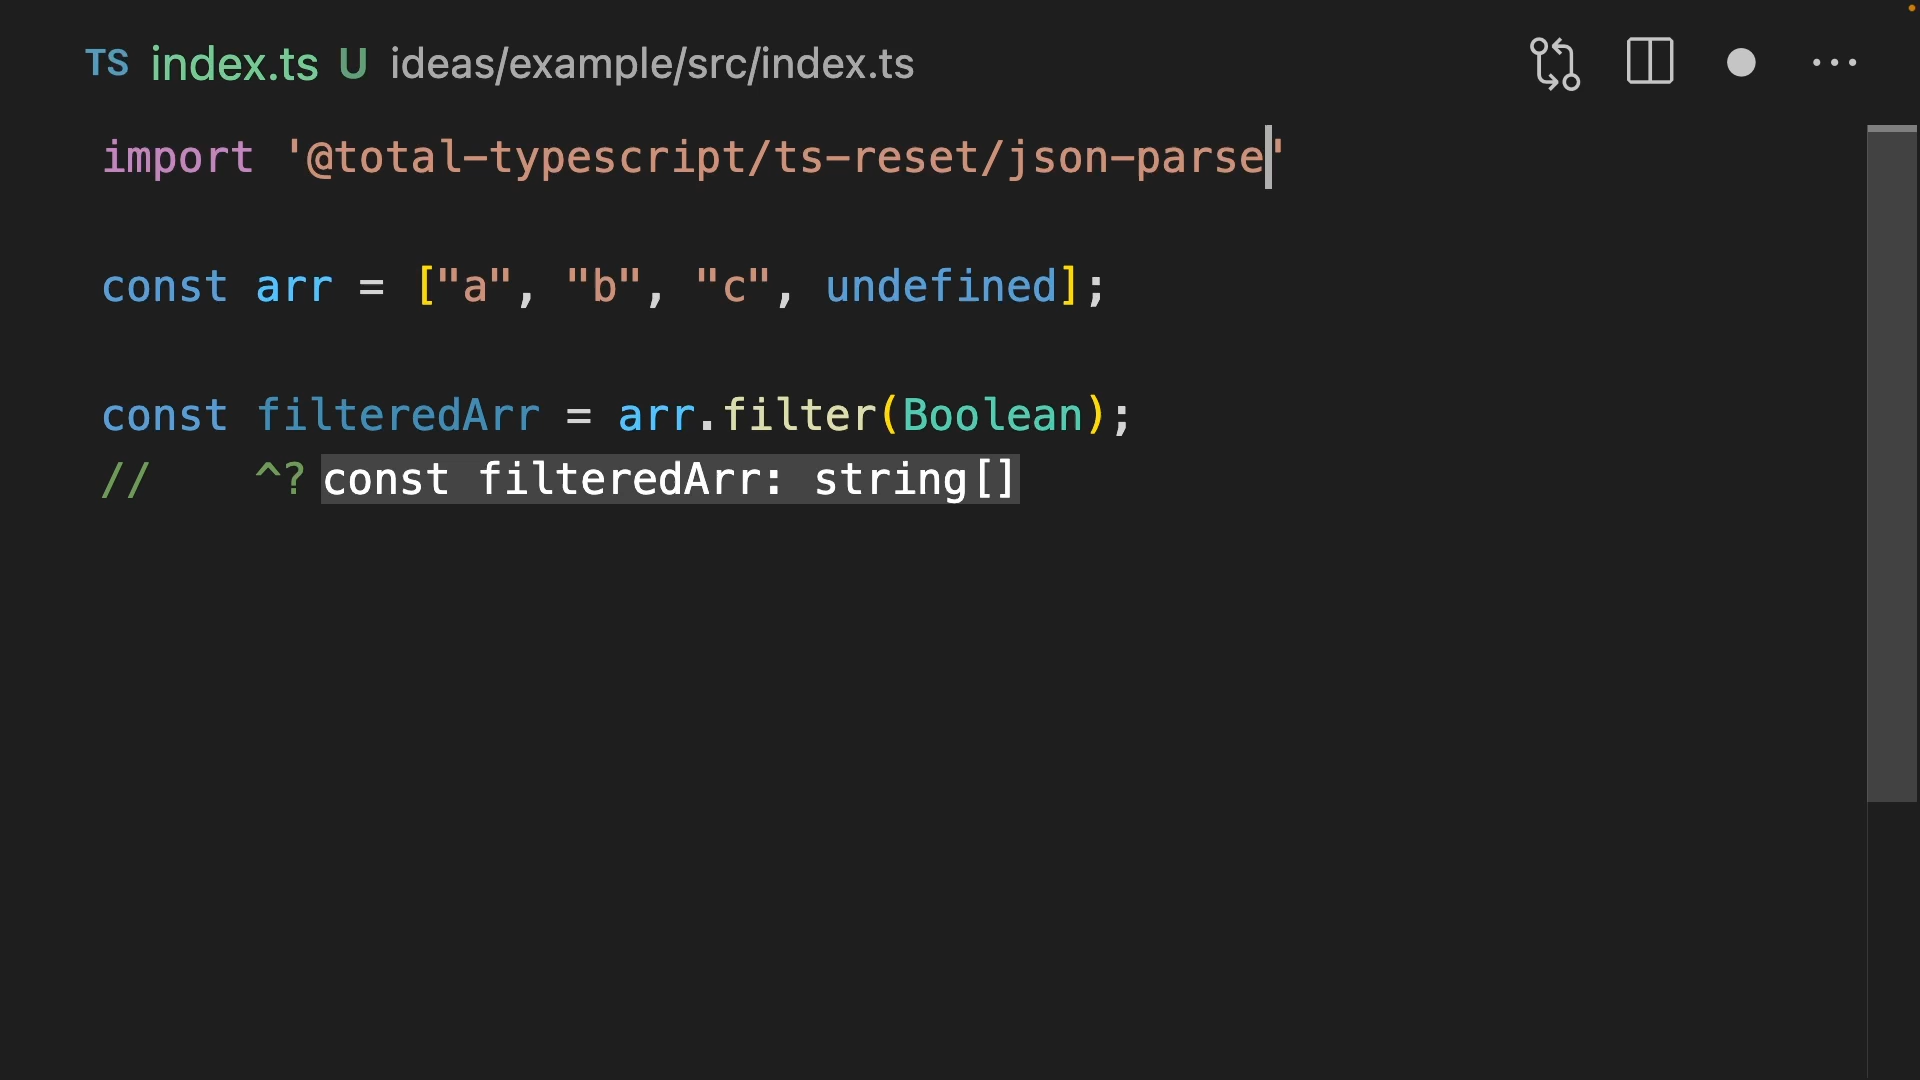 TS index.ts U ideas/example/src/index.ts
import '@total-typescript/ts-reset/json-parse'
const arr = ["a", "b", "c", undefined];
const filteredArr = arr.filter(Boolean);
//    ^? const filteredArr: string[]